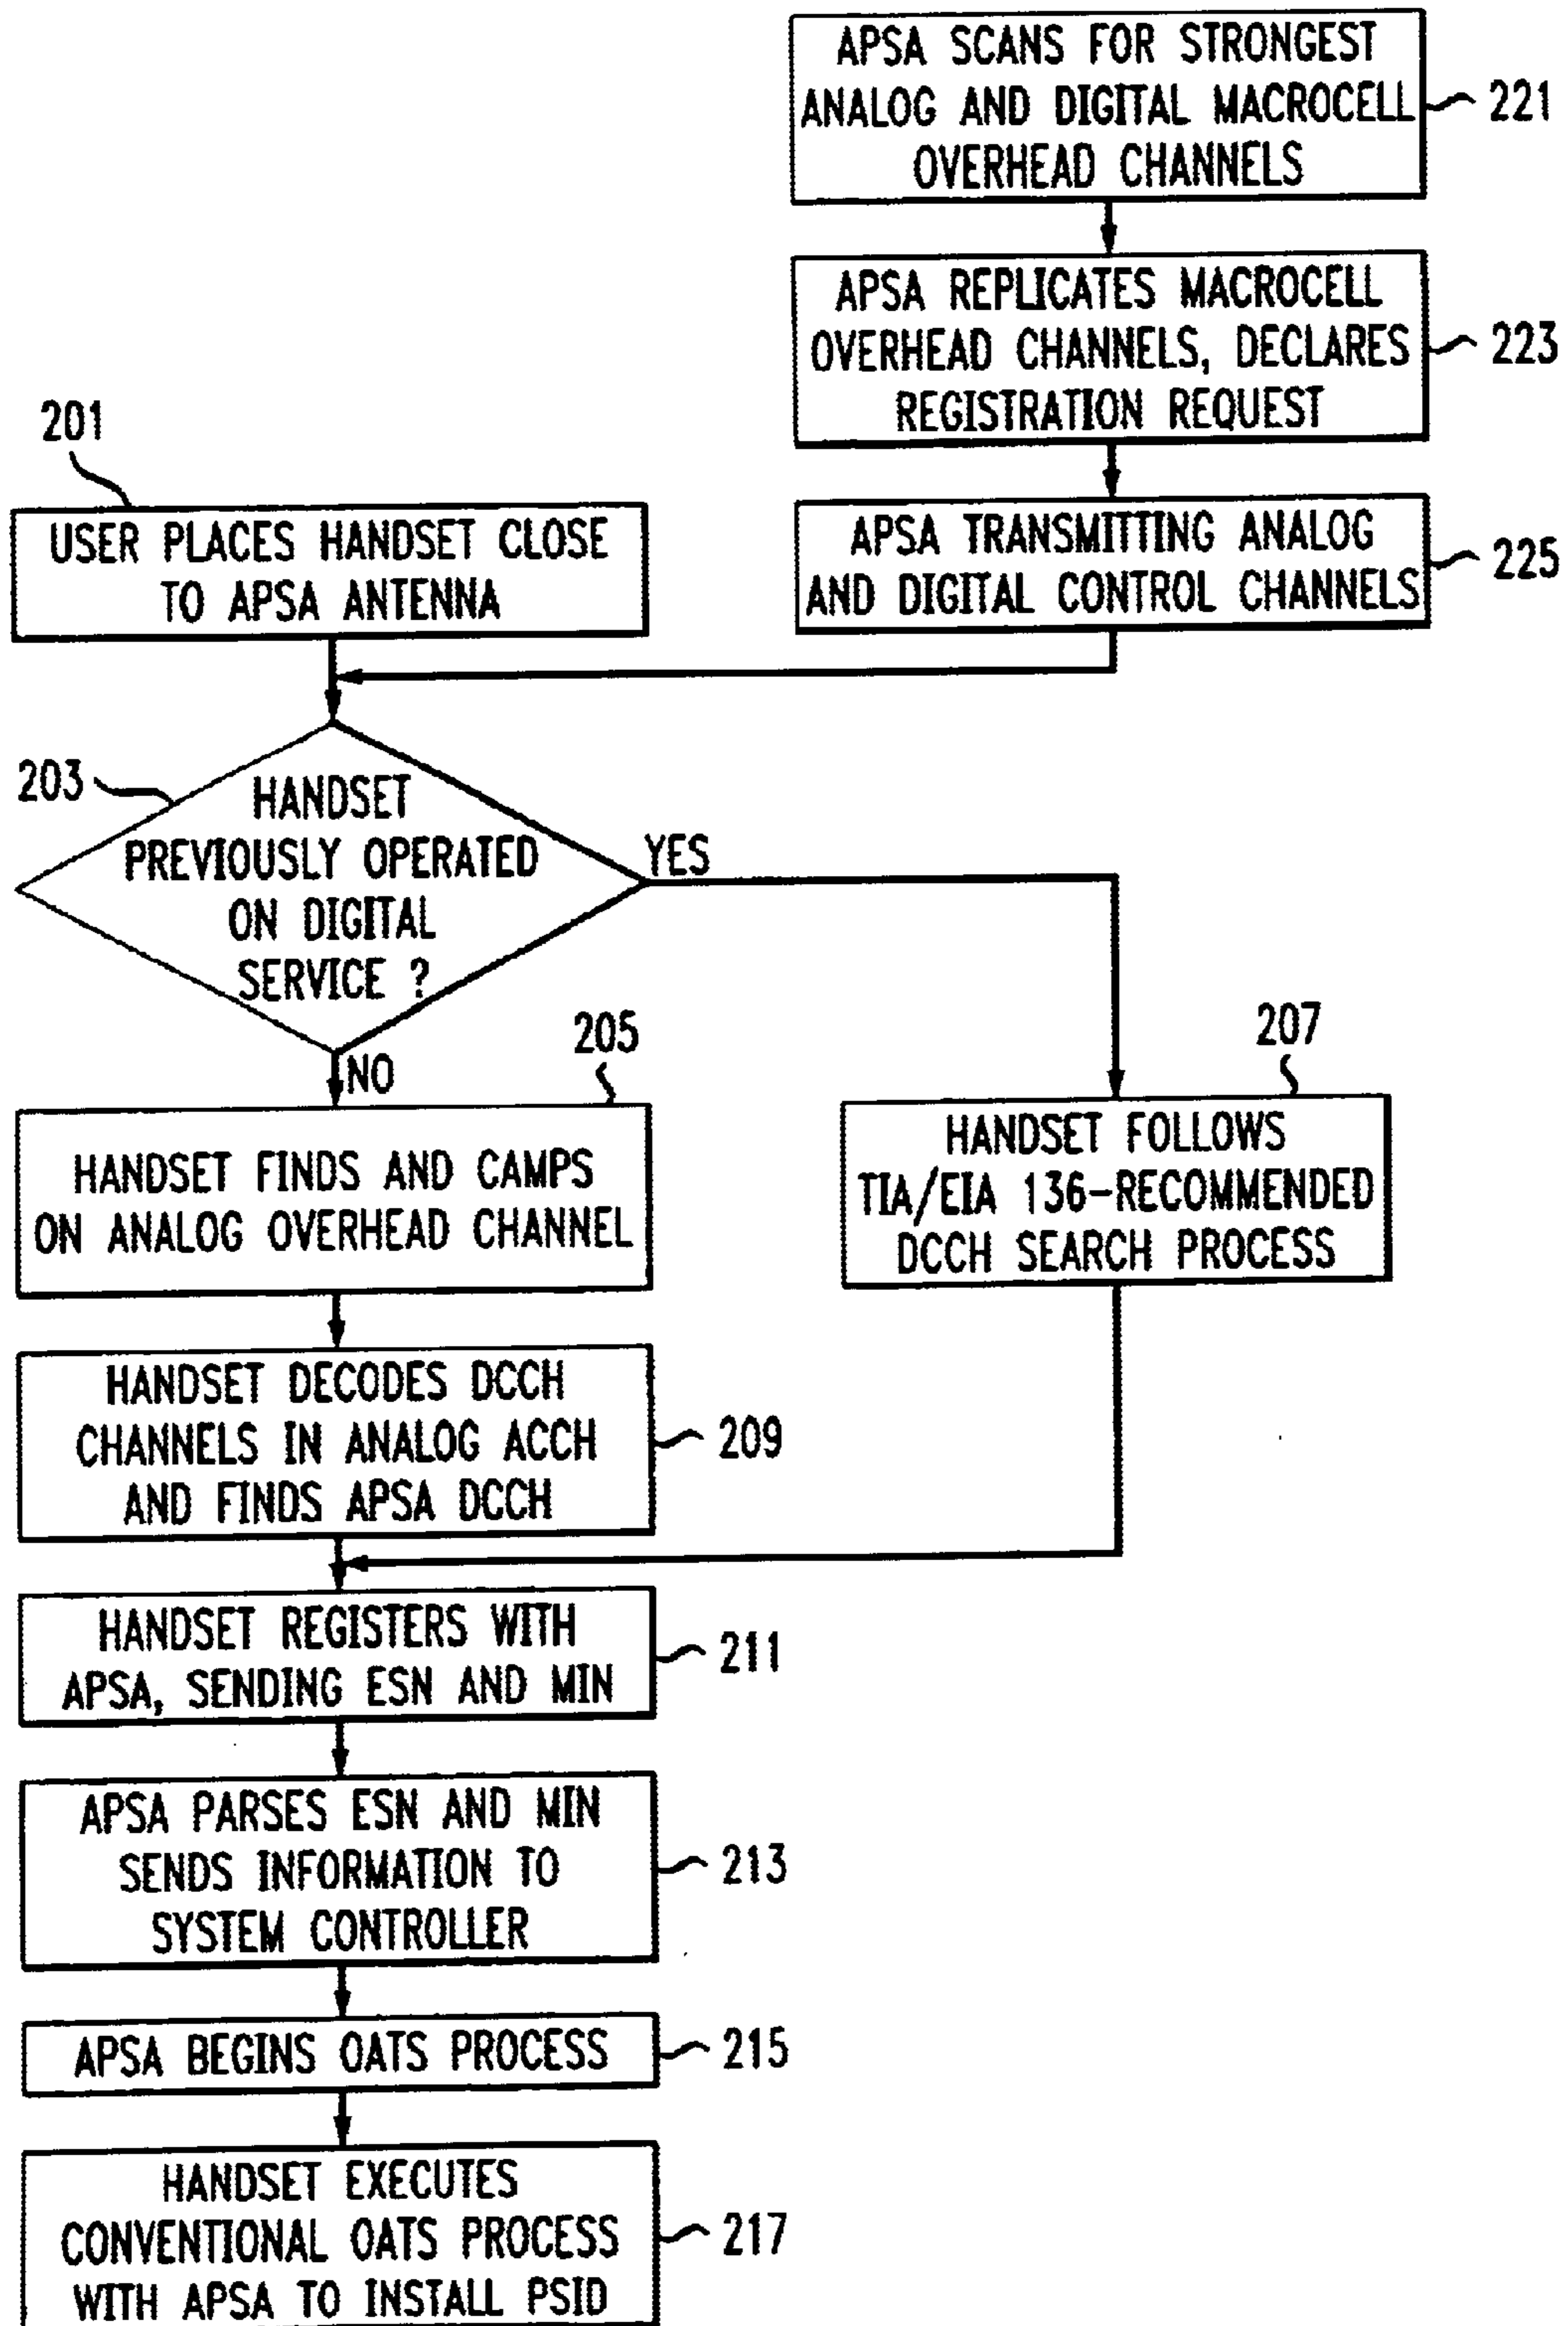 APSA SCANS FOR STRONGEST
ANALOG AND DIGITAL MACROCELL
OVERHEAD CHANNELS
221
APSA REPLICATES MACROCELL
OVERHEAD CHANNELS, DECLARES
REGISTRATION REQUEST
223
201
USER PLACES HANDSET CLOSE
TO APSA ANTENNA
APSA TRANSMITTING ANALOG
AND DIGITAL CONTROL CHANNELS
225
203
HANDSET
PREVIOUSLY OPERATED
ON DIGITAL
SERVICE ?
YES
NO
205
HANDSET FINDS AND CAMPS
ON ANALOG OVERHEAD CHANNEL
207
HANDSET FOLLOWS
TIA/EIA 136-RECOMMENDED
DCCH SEARCH PROCESS
HANDSET DECODES DCCH
CHANNELS IN ANALOG ACCH
AND FINDS APSA DCCH
209
HANDSET REGISTERS WITH
APSA, SENDING ESN AND MIN
211
APSA PARSES ESN AND MIN
SENDS INFORMATION TO
SYSTEM CONTROLLER
213
APSA BEGINS OATS PROCESS
215
HANDSET EXECUTES
CONVENTIONAL OATS PROCESS
WITH APSA TO INSTALL PSID
217